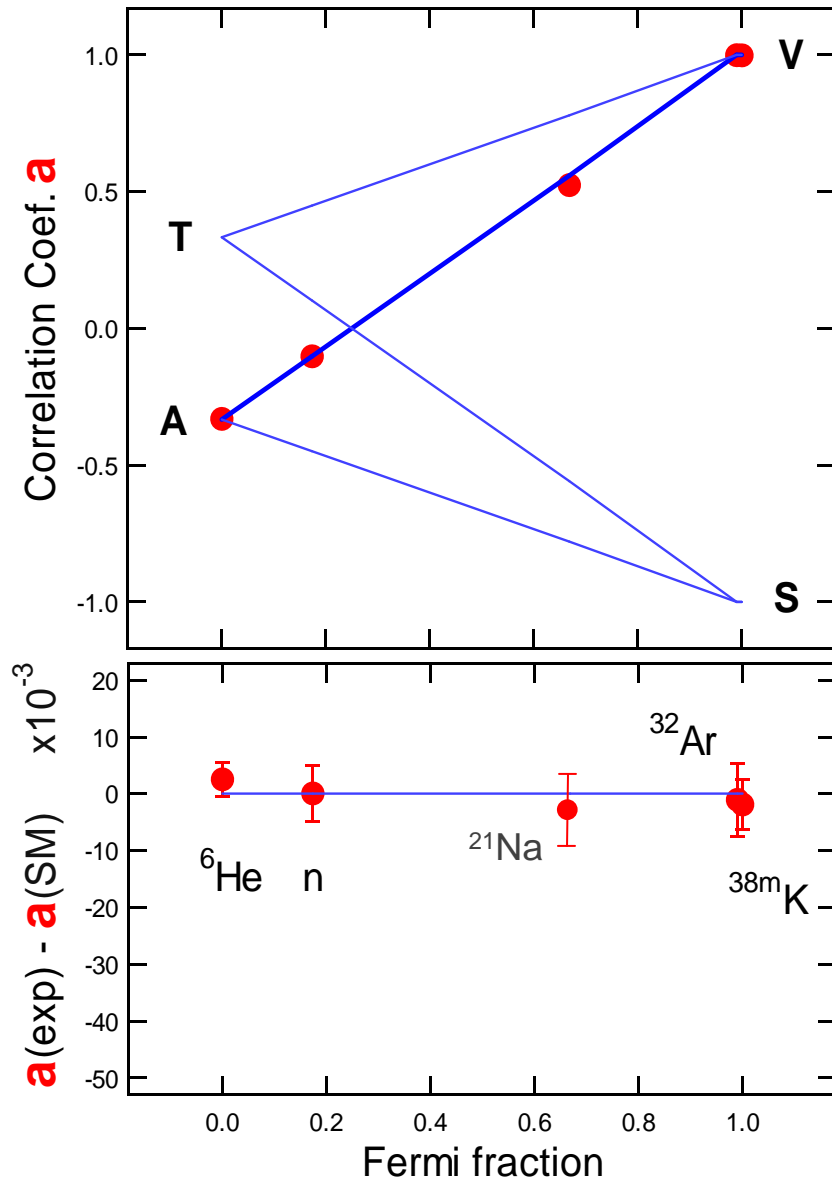 Correlation Coef. a
1.0
0.5
0.0
-0.5
-1.0
V
T
A
S
a(exp) - a(SM) x10⁻³
20
10
0
-10
-20
-30
-40
-50
³²Ar
²¹Na
⁶He
n
³⁸ᵐK
0.0 0.2 0.4 0.6 0.8 1.0
Fermi fraction